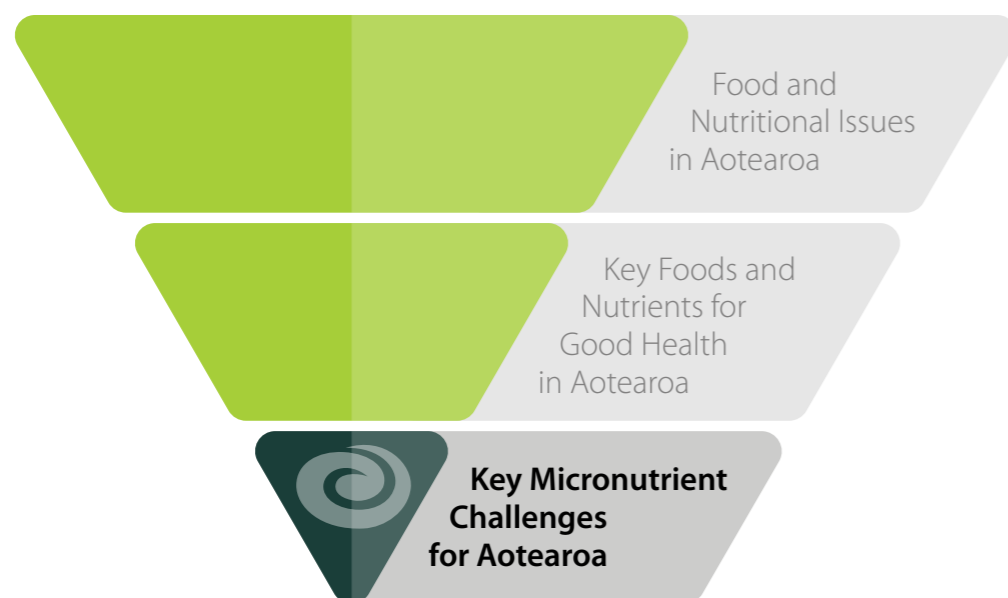 Food and
Nutritional Issues
in Aotearoa
Key Foods and
Nutrients for
Good Health
in Aotearoa
Key Micronutrient
Challenges
for Aotearoa